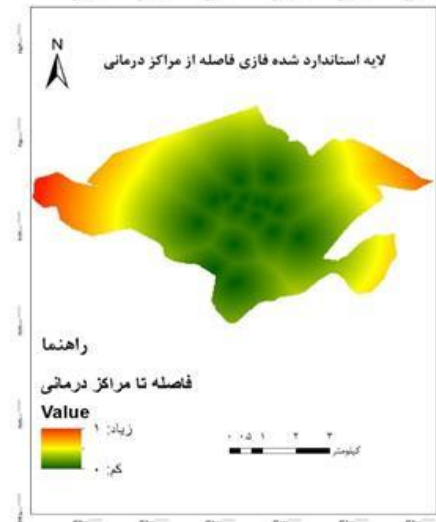 N
لایه استاندارد شده فازی فاصله از مراکز درمانی
راهنما
فاصله تا مراکز درمانی
Value
زیاد: ۱
کم: ۰
۰ ۰.۵ ۱ ۲ ۳
کیلومتر